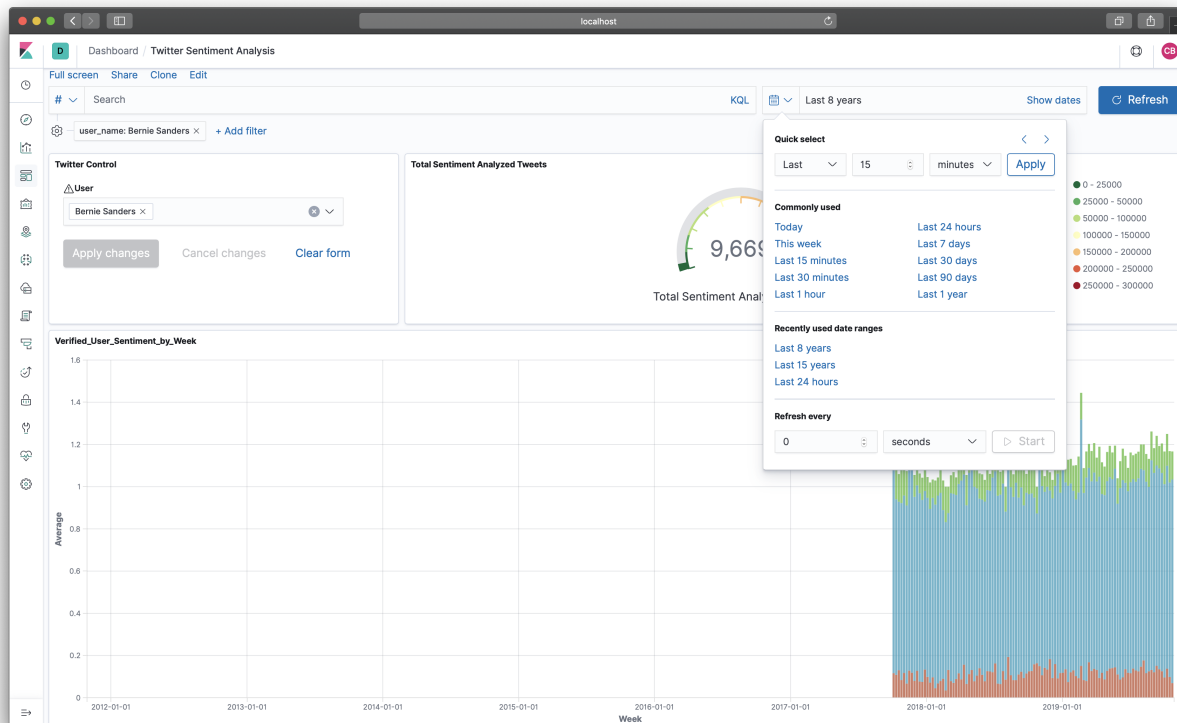 localhost
D
Dashboard / Twitter Sentiment Analysis
CB
Full screen Share Clone Edit
# Search KQL
Last 8 years Show dates
Refresh
user_name: Bernie Sanders × + Add filter
Twitter Control
User
Bernie Sanders ×
Apply changes Cancel changes Clear form
Total Sentiment Analyzed Tweets
9,669
Total Sentiment Anal
0 - 25000
25000 - 50000
50000 - 100000
100000 - 150000
150000 - 200000
200000 - 250000
250000 - 300000
Quick select
Last 15 minutes Apply
Commonly used
Today Last 24 hours
This week Last 7 days
Last 15 minutes Last 30 days
Last 30 minutes Last 90 days
Last 1 hour Last 1 year
Recently used date ranges
Last 8 years
Last 15 years
Last 24 hours
Refresh every
0 seconds Start
Verified_User_Sentiment_by_Week
1.6
1.4
1.2
1
0.8
0.6
0.4
0.2
0
Average
2012-01-01 2013-01-01 2014-01-01 2015-01-01 2016-01-01 2017-01-01 2018-01-01 2019-01-01
Week